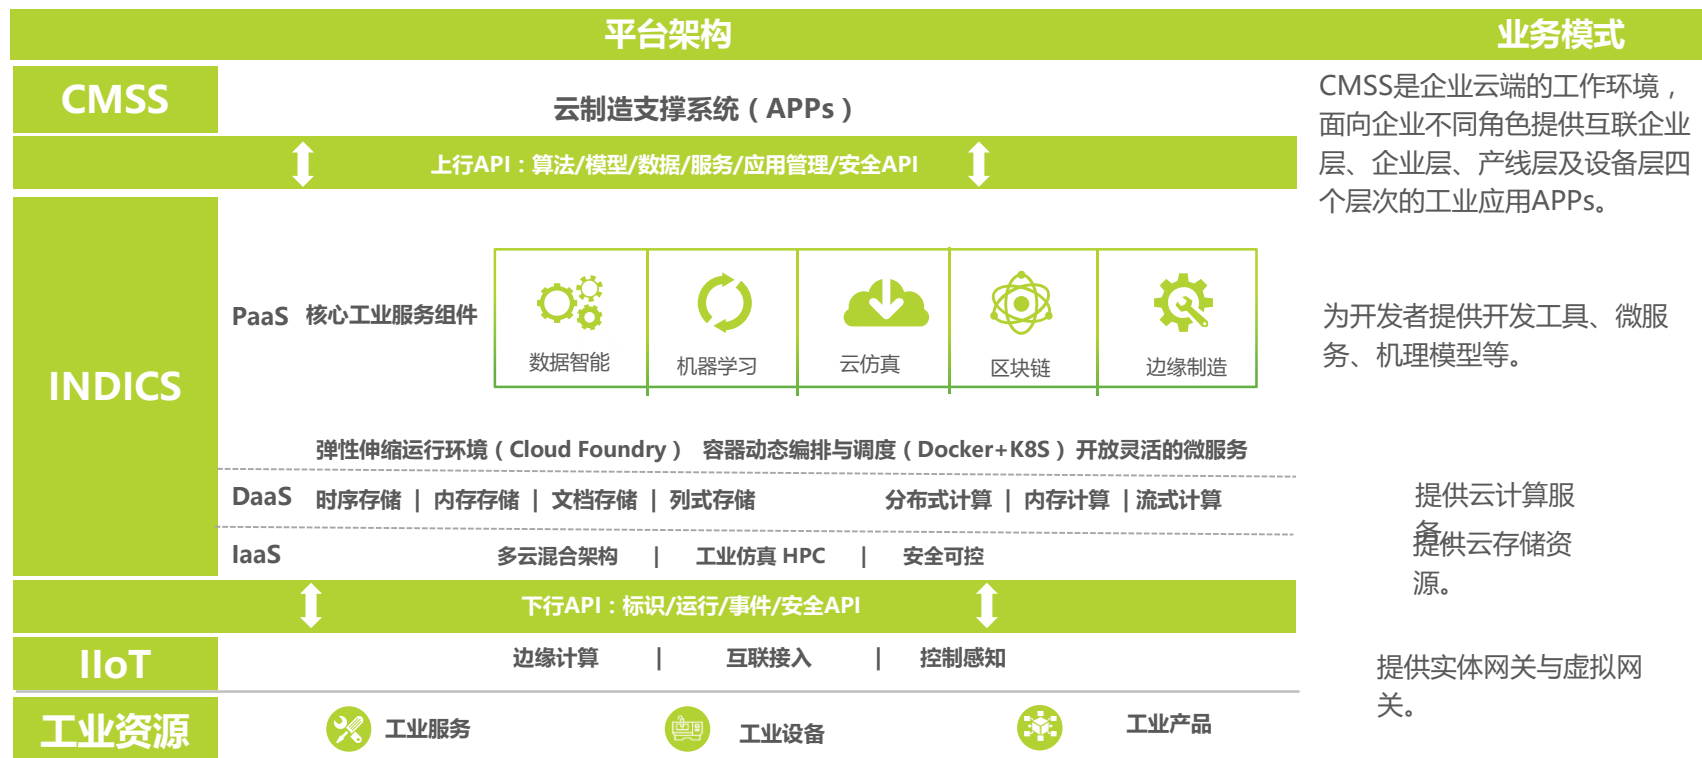 平台架构
业务模式
CMSS
云制造支撑系统（APPs）
CMSS是企业云端的工作环境，
面向企业不同角色提供互联企业
层、企业层、产线层及设备层四
个层次的工业应用APPs。
上行API：算法/模型/数据/服务/应用管理/安全API
INDICS
PaaS 核心工业服务组件
数据智能
机器学习
云仿真
区块链
边缘制造
为开发者提供开发工具、微服
务、机理模型等。
弹性伸缩运行环境（Cloud Foundry） 容器动态编排与调度（Docker+K8S）开放灵活的微服务
DaaS 时序存储 | 内存存储 | 文档存储 | 列式存储 分布式计算 | 内存计算 | 流式计算
提供云计算服
务。
IaaS 多云混合架构 | 工业仿真 HPC | 安全可控
提供云存储资
源。
下行API：标识/运行/事件/安全API
IIoT
边缘计算 | 互联接入 | 控制感知
提供实体网关与虚拟网
关。
工业资源
工业服务
工业设备
工业产品